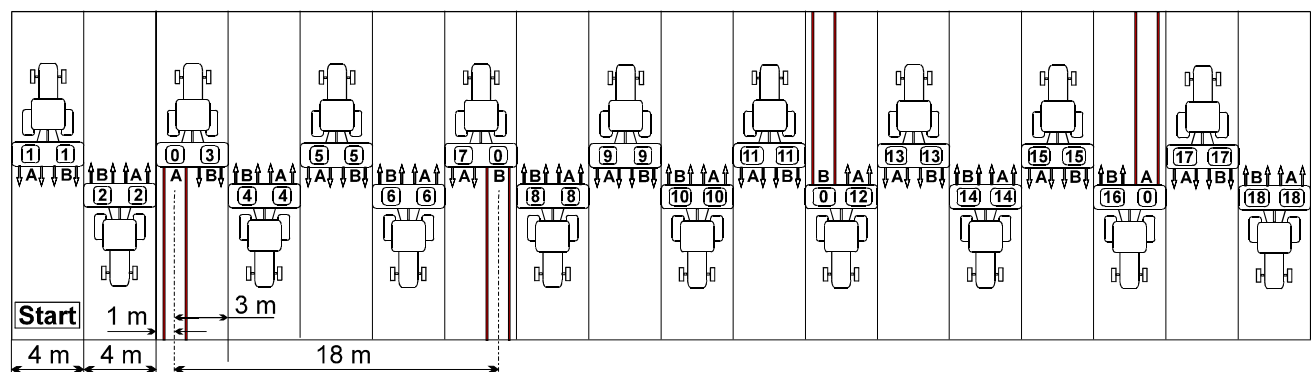 1 1 0 3 5 5 7 0 9 9 11 11 13 13 15 15 17 17
A B B A A B B A A B B A A B B A A B B A A B B A A B B A A B B A A B B A
2 2 4 4 6 6 8 8 10 10 0 12 14 14 16 0 18 18
Start
1 m
3 m
4 m 4 m 18 m